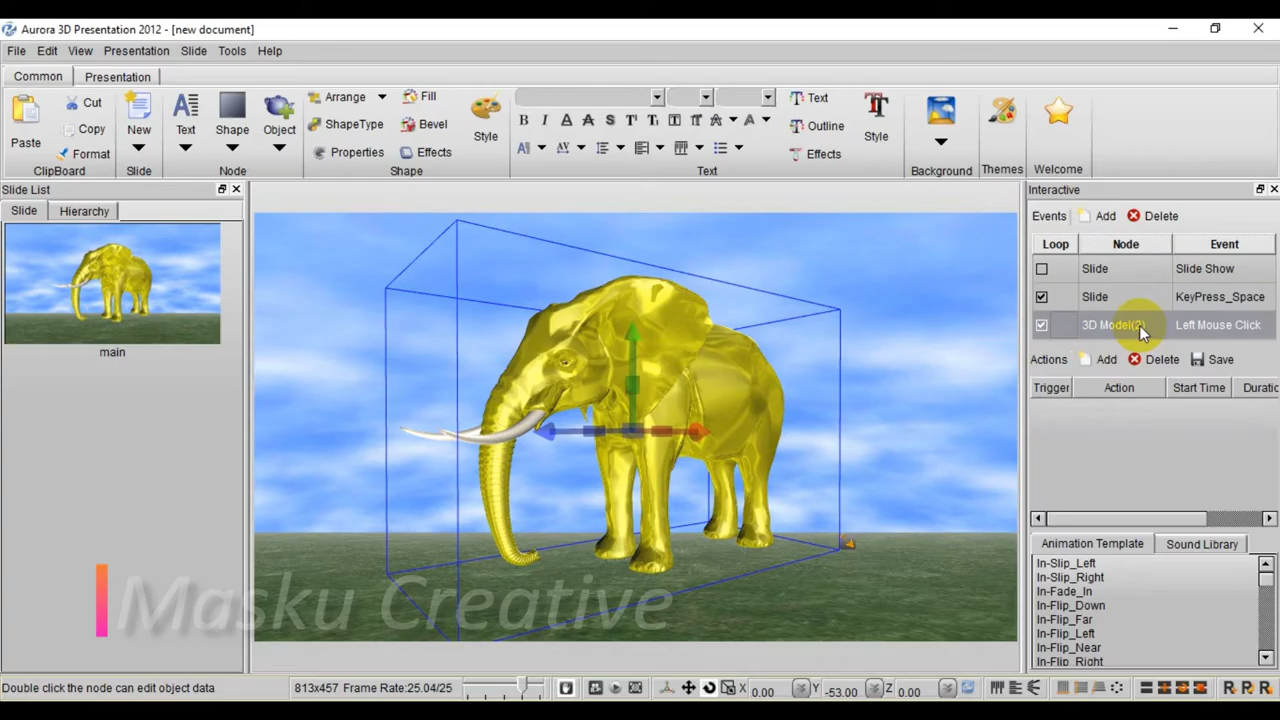 Aurora 3D Presentation 2012 - [new document]
File Edit View Presentation Slide Tools Help
Common Presentation
Paste Cut Copy Format ClipBoard
New Slide
Text Shape Object Node
Arrange Fill
ShapeType Bevel
Properties Effects
Shape
Style
B I A A S T T T T A A
Text
Outline
Effects
Style
Text
Background
Themes
Welcome
Slide List
Slide Hierarchy
main
Interactive
Events Add Delete
Loop Node Event
Slide Slide Show
Slide KeyPress_Space
3D Model(2) Left Mouse Click
Actions Add Delete Save
Trigger Action Start Time Duratic
Animation Template Sound Library
In-Slip_Left
In-Slip_Right
In-Fade_In
In-Flip_Down
In-Flip_Far
In-Flip_Left
In-Flip_Near
In-Flip_Right
Masku Creative
Double click the node can edit object data 813x457 Frame Rate:25.04/25 X 0.00 Y -53.00 Z 0.00 R R R